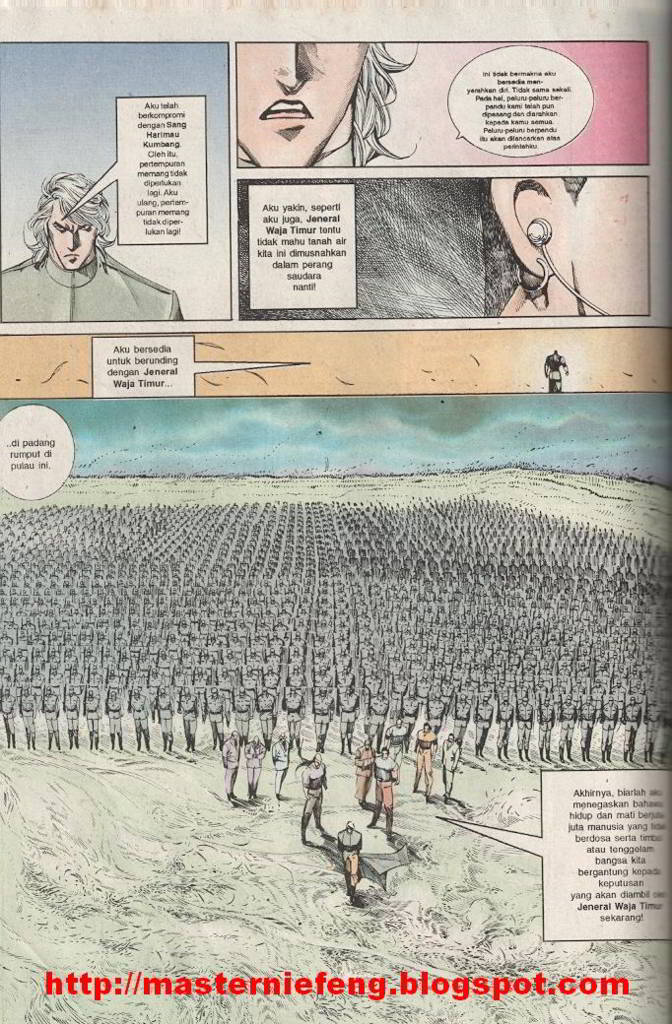 Aku telah
berkompromi
dengan Sang
Harimau
Kumbang.
Oleh itu,
pertempuran
memang tidak
diperlukan
lagi. Aku
ulang, pertem-
puran memang
tidak diper-
lukan lagi!
Ini tidak bermakna aku
bersedia men-
yerahkan diri. Tidak sama sekali.
Pada hal, peluru-peluru ber-
pandu kami telah pun
dipasang dan diarahkan
kepada kamu semua.
Peluru-peluru berpandu
itu akan dilancarkan atas
perintahku.
Aku yakin, seperti
aku juga, Jeneral
Waja Timur tentu
tidak mahu tanah air
kita ini dimusnahkan
dalam perang
saudara
nanti!
Aku bersedia
untuk berunding
dengan Jeneral
Waja Timur...
..di padang
rumput di
pulau ini.
Akhirnya, biarlah
menegaskan bahawa
hidup dan mati
juta manusia yang
berdosa serta
atau tenggelam
bangsa kita
bergantung kepada
keputusan
yang akan diambil
Jeneral Waja Timur
sekarang!
http://masterniefeng.blogspot.com